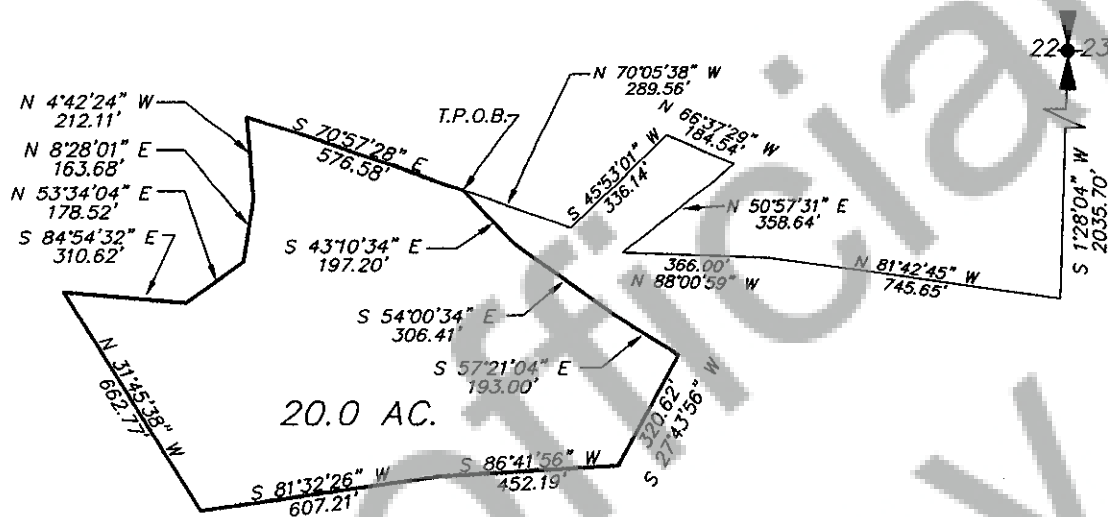 22 23
N 70°05'38" W
289.56'
N 4°42'24" W
212.11'
T.P.O.B.
N 66°37'29" W
184.54'
S 70°57'28" E
576.58'
N 8°28'01" E
163.68'
S 45°53'01" W
336.14'
S 1°28'04" W
2035.70'
N 53°34'04" E
178.52'
N 50°57'31" E
358.64'
S 84°54'32" E
310.62'
S 43°10'34" E
197.20'
366.00'
N 88°00'59" W
N 81°42'45" W
745.65'
S 54°00'34" E
306.41'
S 57°21'04" E
193.00'
N 31°45'38" W
662.77'
20.0 AC.
320.62'
S 27°43'56" W
S 86°41'56" W
452.19'
S 81°32'26" W
607.21'